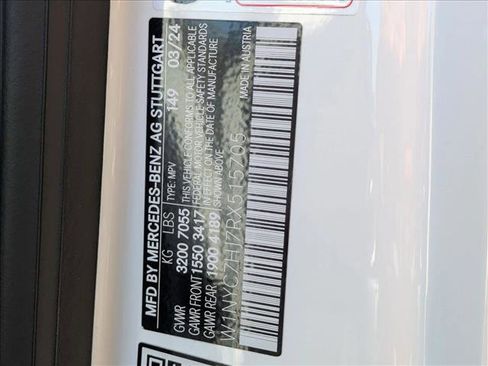 MADE IN AUSTRIA
MFD BY MERCEDES-BENZ AG STUTTGART
149 03/24
KG LBS TYPE: MPV
GVWR 3200 7055 THIS VEHICLE CONFORMS TO ALL APPLICABLE
GAWR FRONT 1550 3417 FEDERAL MOTOR VEHICLE SAFETY STANDARDS
GAWR REAR 1900 4189 IN EFFECT ON THE DATE OF MANUFACTURE
SHOWN ABOVE